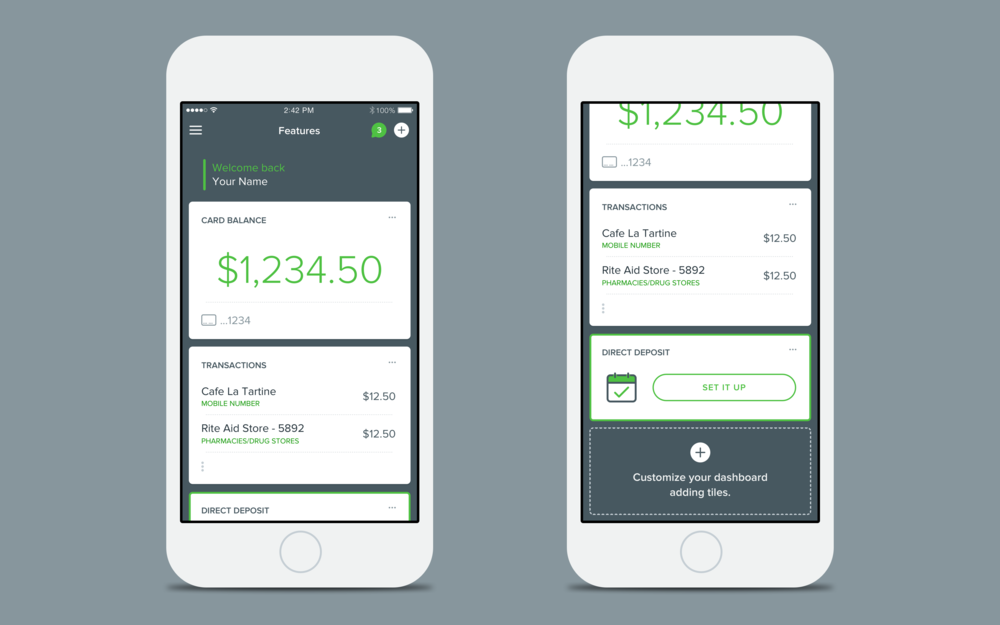 2:42 PM
100%
Features
3
Welcome back
Your Name
CARD BALANCE
$1,234.50
...1234
TRANSACTIONS
Cafe La Tartine
$12.50
MOBILE NUMBER
Rite Aid Store - 5892
$12.50
PHARMACIES/DRUG STORES
DIRECT DEPOSIT
$1,234.50
...1234
TRANSACTIONS
Cafe La Tartine
$12.50
MOBILE NUMBER
Rite Aid Store - 5892
$12.50
PHARMACIES/DRUG STORES
DIRECT DEPOSIT
SET IT UP
Customize your dashboard
adding tiles.